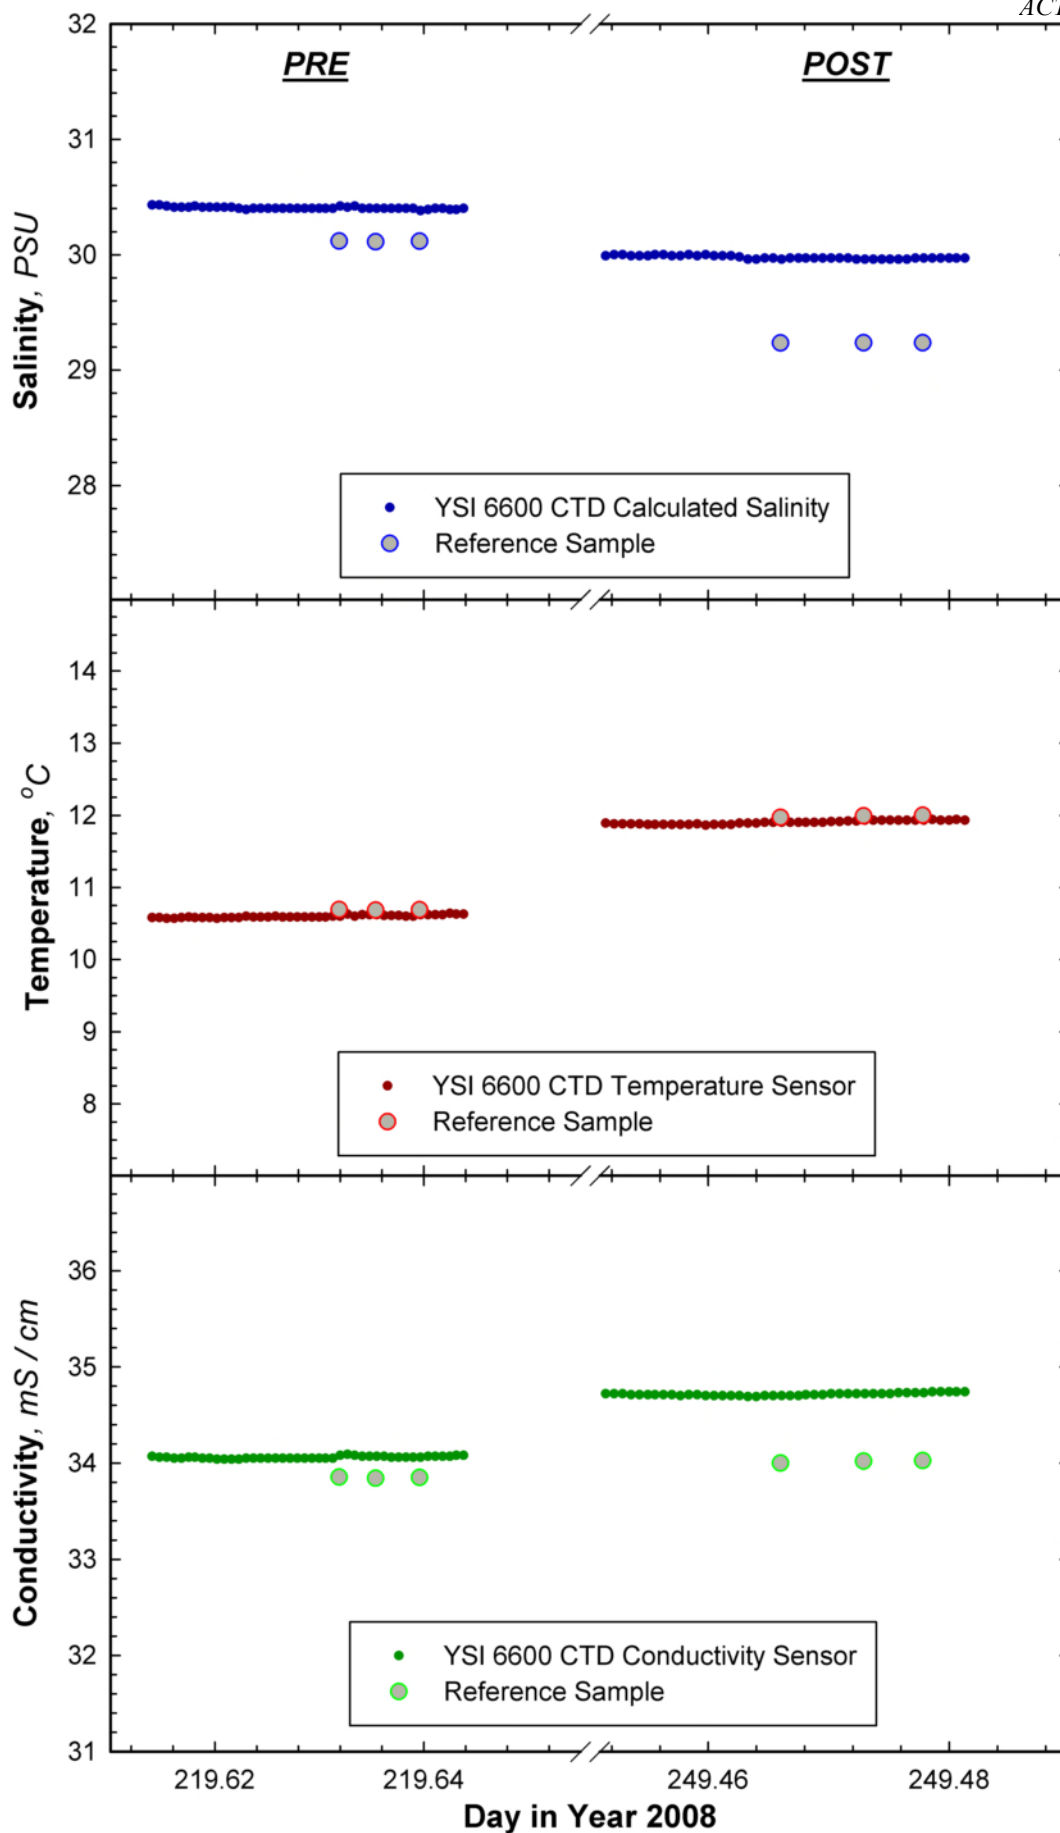 ACT
32
PRE
POST
31
30
29
28
Salinity, PSU
YSI 6600 CTD Calculated Salinity
Reference Sample
14
13
12
11
10
9
8
Temperature, °C
YSI 6600 CTD Temperature Sensor
Reference Sample
36
35
34
33
32
31
Conductivity, mS / cm
YSI 6600 CTD Conductivity Sensor
Reference Sample
219.62 219.64 249.46 249.48
Day in Year 2008